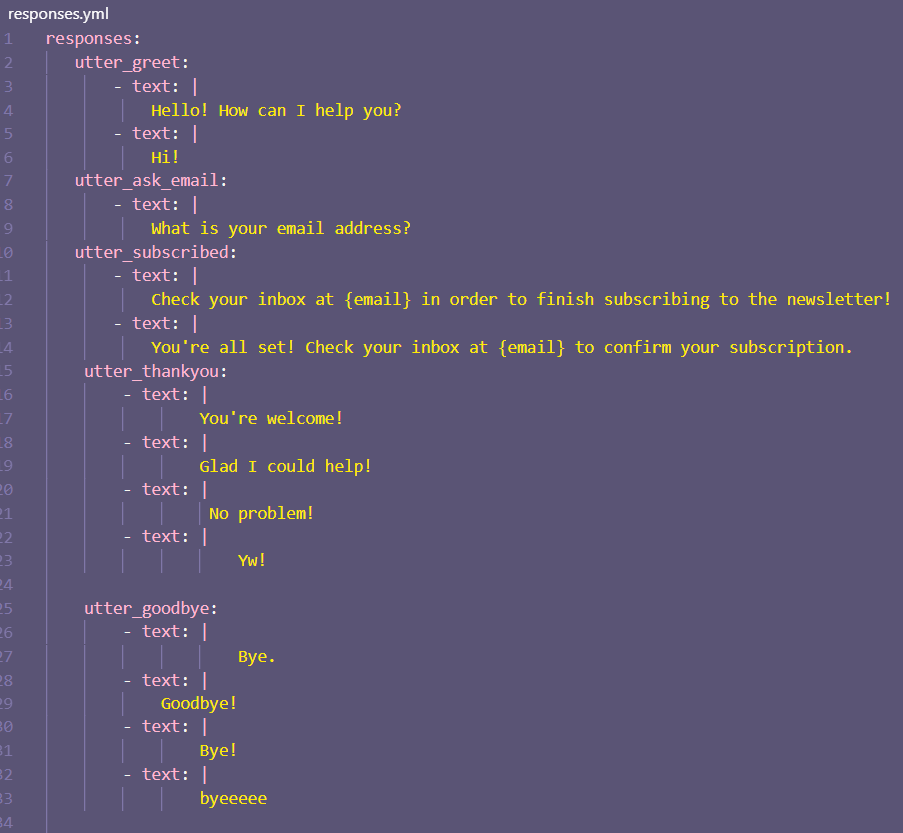 responses.yml
1 responses:
2 utter_greet:
3 - text: |
4 Hello! How can I help you?
5 - text: |
6 Hi!
7 utter_ask_email:
8 - text: |
9 What is your email address?
10 utter_subscribed:
11 - text: |
12 Check your inbox at {email} in order to finish subscribing to the newsletter!
13 - text: |
14 You're all set! Check your inbox at {email} to confirm your subscription.
15 utter_thankyou:
16 - text: |
17 You're welcome!
18 - text: |
19 Glad I could help!
20 - text: |
21 No problem!
22 - text: |
23 Yw!
24
25 utter_goodbye:
26 - text: |
27 Bye.
28 - text: |
29 Goodbye!
30 - text: |
31 Bye!
32 - text: |
33 byeeeee
34